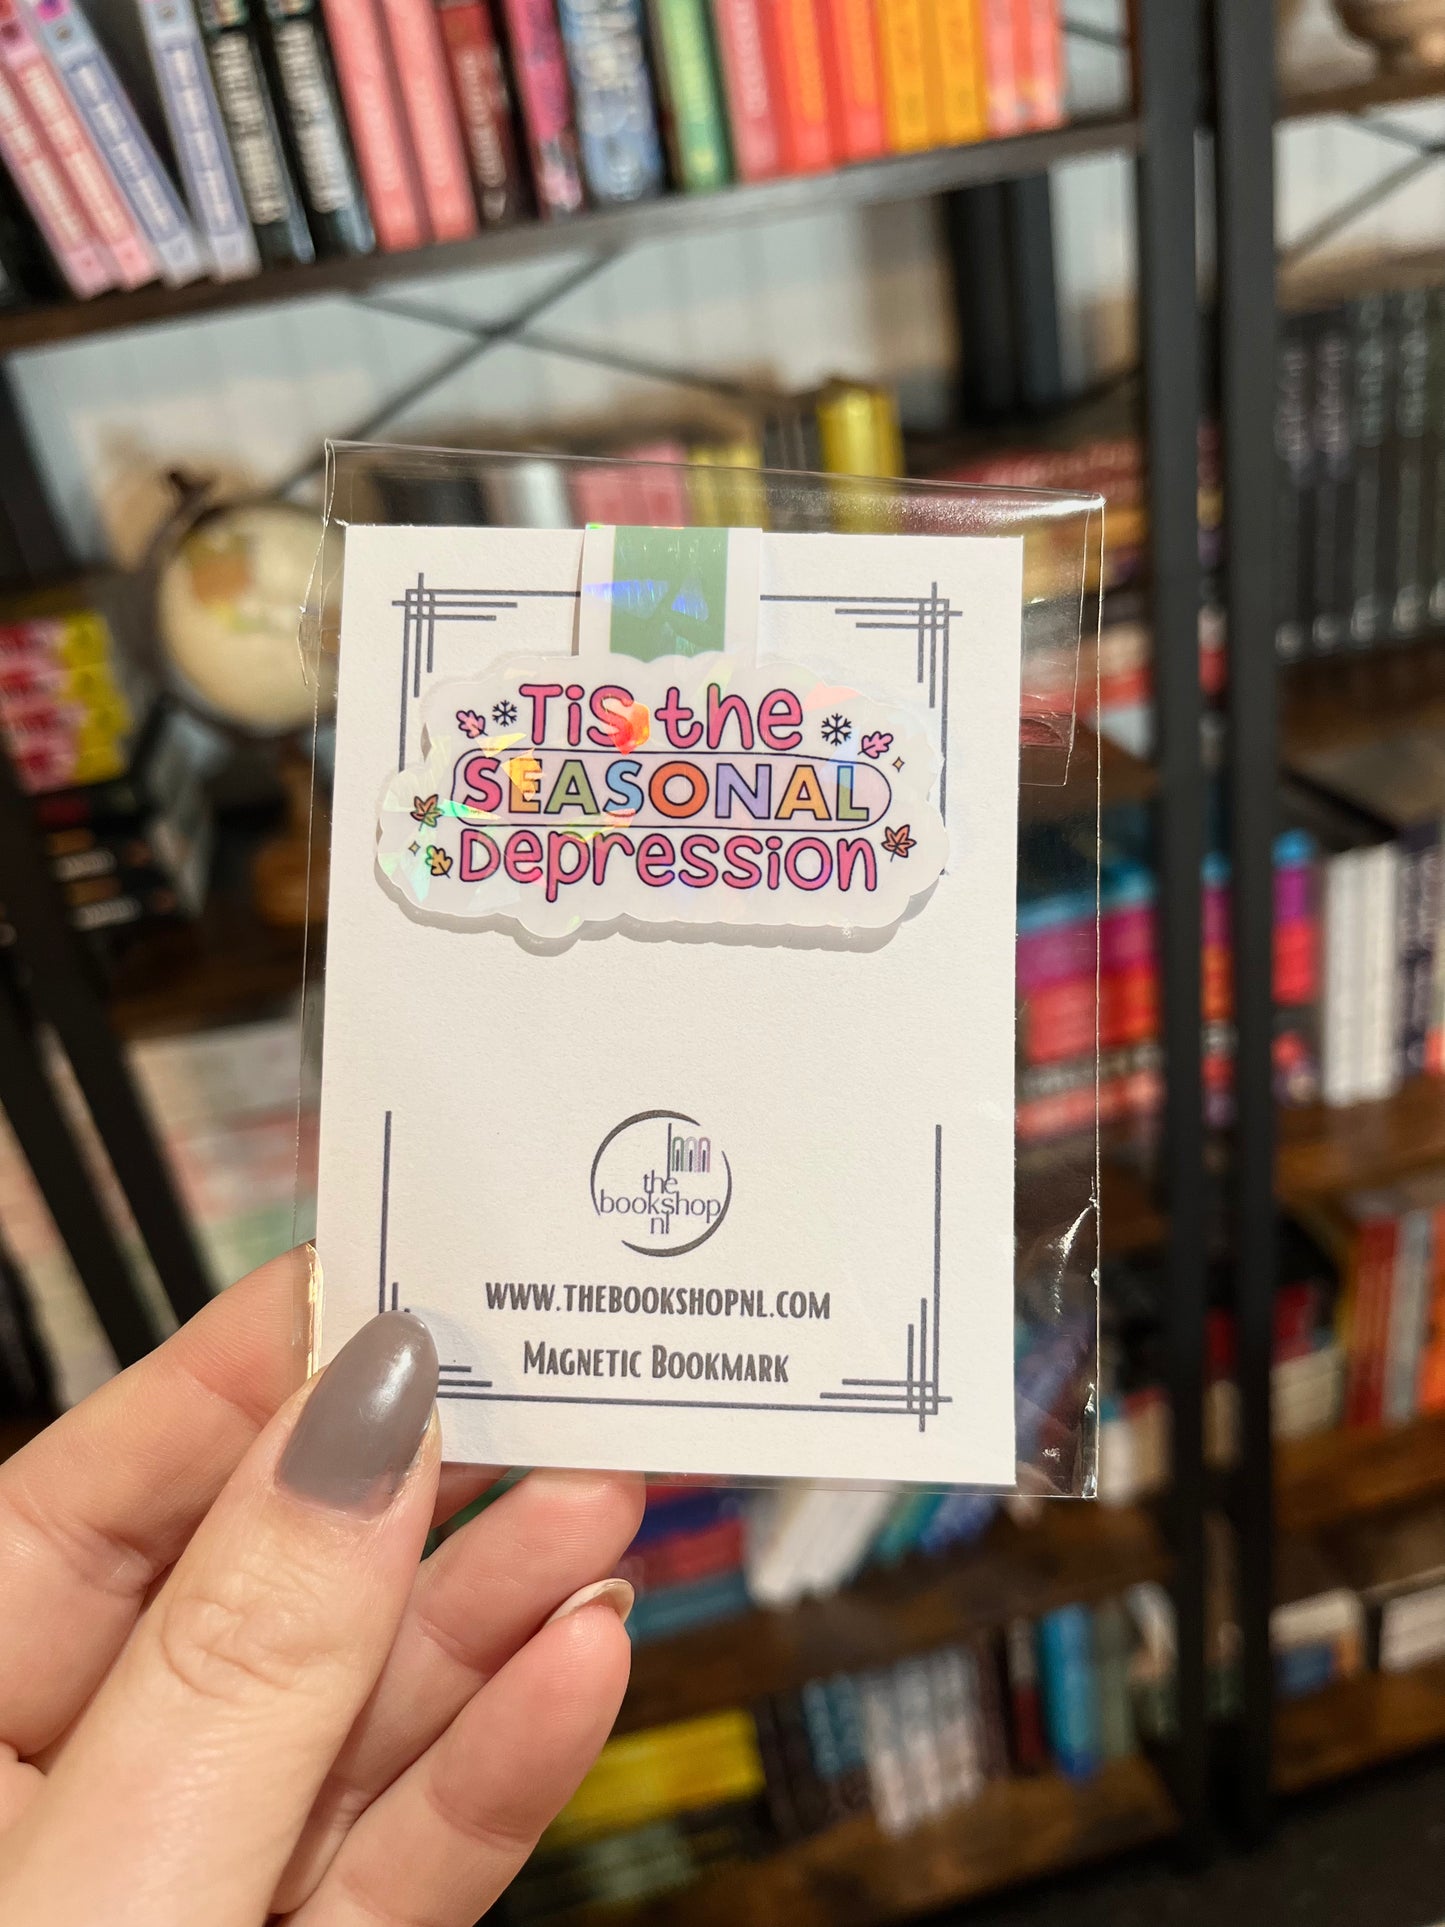 Tis the
SEASONAL
Depression
the
bookshop
nl
WWW.THEBOOKSHOPNL.COM
Magnetic Bookmark